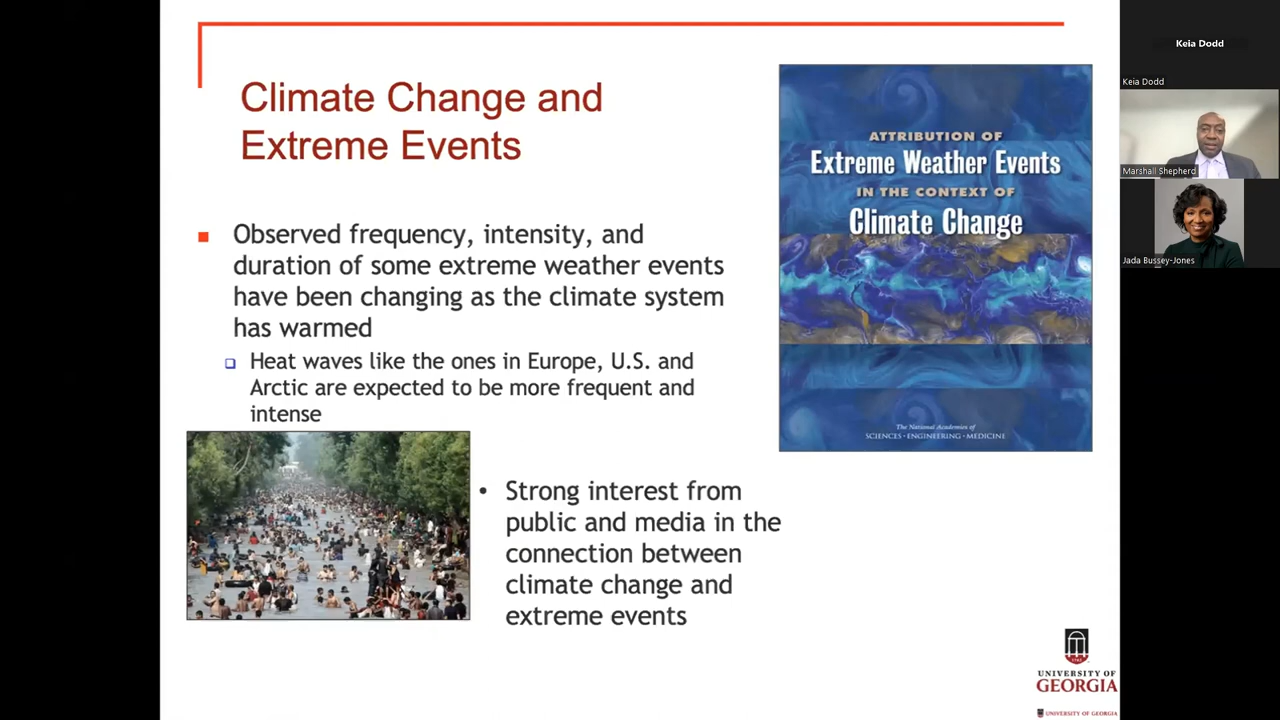 Climate Change and
Extreme Events
Observed frequency, intensity, and
duration of some extreme weather events
have been changing as the climate system
has warmed
Heat waves like the ones in Europe, U.S. and
Arctic are expected to be more frequent and
intense
Strong interest from
public and media in the
connection between
climate change and
extreme events
ATTRIBUTION OF
Extreme Weather Events
IN THE CONTEXT OF
Climate Change
The National Academies of
SCIENCES • ENGINEERING • MEDICINE
1785
UNIVERSITY OF
GEORGIA
UNIVERSITY OF GEORGIA
Keia Dodd
Keia Dodd
Marshall Shepherd
Jada Bussey-Jones